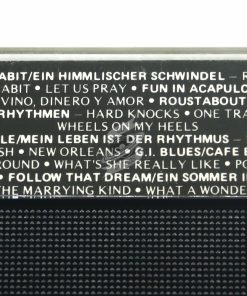 ABIT/EIN HIMMLISCHER SCHWINDEL – R
ABIT • LET US PRAY • FUN IN ACAPULC
VINO, DINERO Y AMOR • ROUSTABOUT
RHYTHMEN – HARD KNOCKS • ONE TRA
WHEELS ON MY HEELS
LE/MEIN LEBEN IST DER RHYTHMUS –
SH • NEW ORLEANS • G.I. BLUES/CAFE E
ROUND • WHAT'S SHE REALLY LIKE • PO
• FOLLOW THAT DREAM/EIN SOMMER I
THE MARRYING KIND • WHAT A WONDE